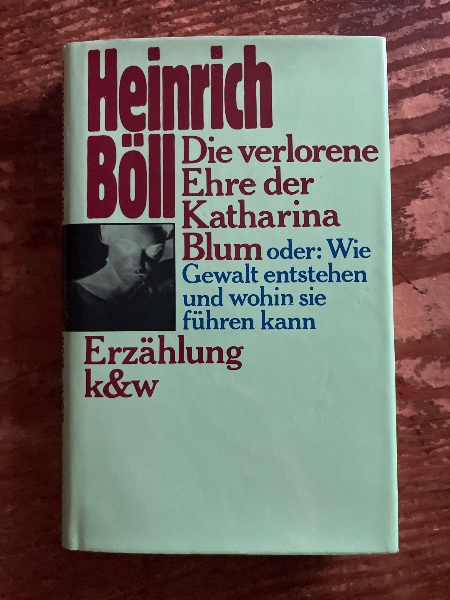 Heinrich
Böll
Die verlorene
Ehre der
Katharina
Blum oder: Wie
Gewalt entstehen
und wohin sie
führen kann
Erzählung
k&w